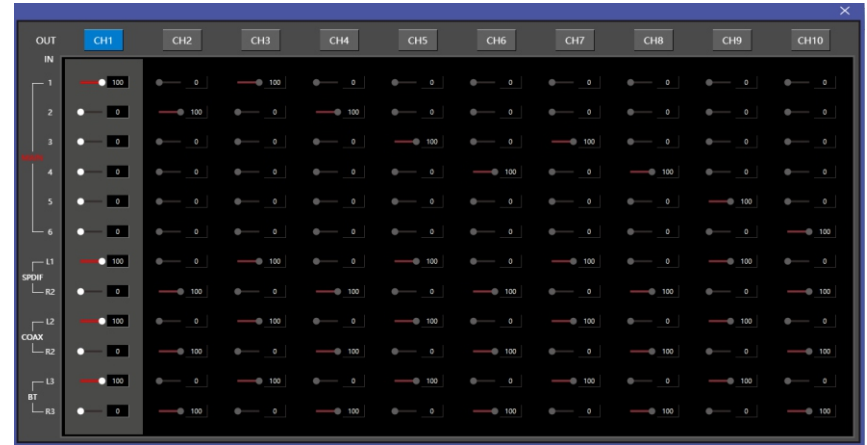 OUT CH1 CH2 CH3 CH4 CH5 CH6 CH7 CH8 CH9 CH10
IN
1 100 0 100 0 0 0 0 0 0 0
2 0 100 0 100 0 0 0 0 0 0
3 0 0 0 0 100 0 100 0 0 0
4 0 0 0 0 0 100 0 100 0 0
5 0 0 0 0 0 0 0 0 100 0
6 0 0 0 0 0 0 0 0 0 100
L1 100 0 100 0 100 0 100 0 100 0
SPDIF
R2 0 100 0 100 0 100 0 100 0 100
L2 100 0 100 0 100 0 100 0 100 0
COAX
R2 0 100 0 100 0 100 0 100 0 100
L3 100 0 100 0 100 0 100 0 100 0
BT
R3 0 100 0 100 0 100 0 100 0 100